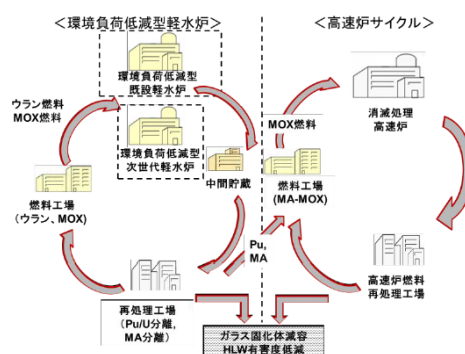 <環境負荷低減型軽水炉>
<高速炉サイクル>
環境負荷低減型
既設軽水炉
ウラン燃料
MOX燃料
環境負荷低減型
次世代軽水炉
中間貯蔵
燃料工場
(ウラン、MOX)
再処理工場
(Pu/U分離,
MA分離)
MOX燃料
消滅処理
高速炉
燃料工場
(MA-MOX)
Pu,
MA
高速炉燃料
再処理工場
ガラス固化体減容
HLW有害度低減